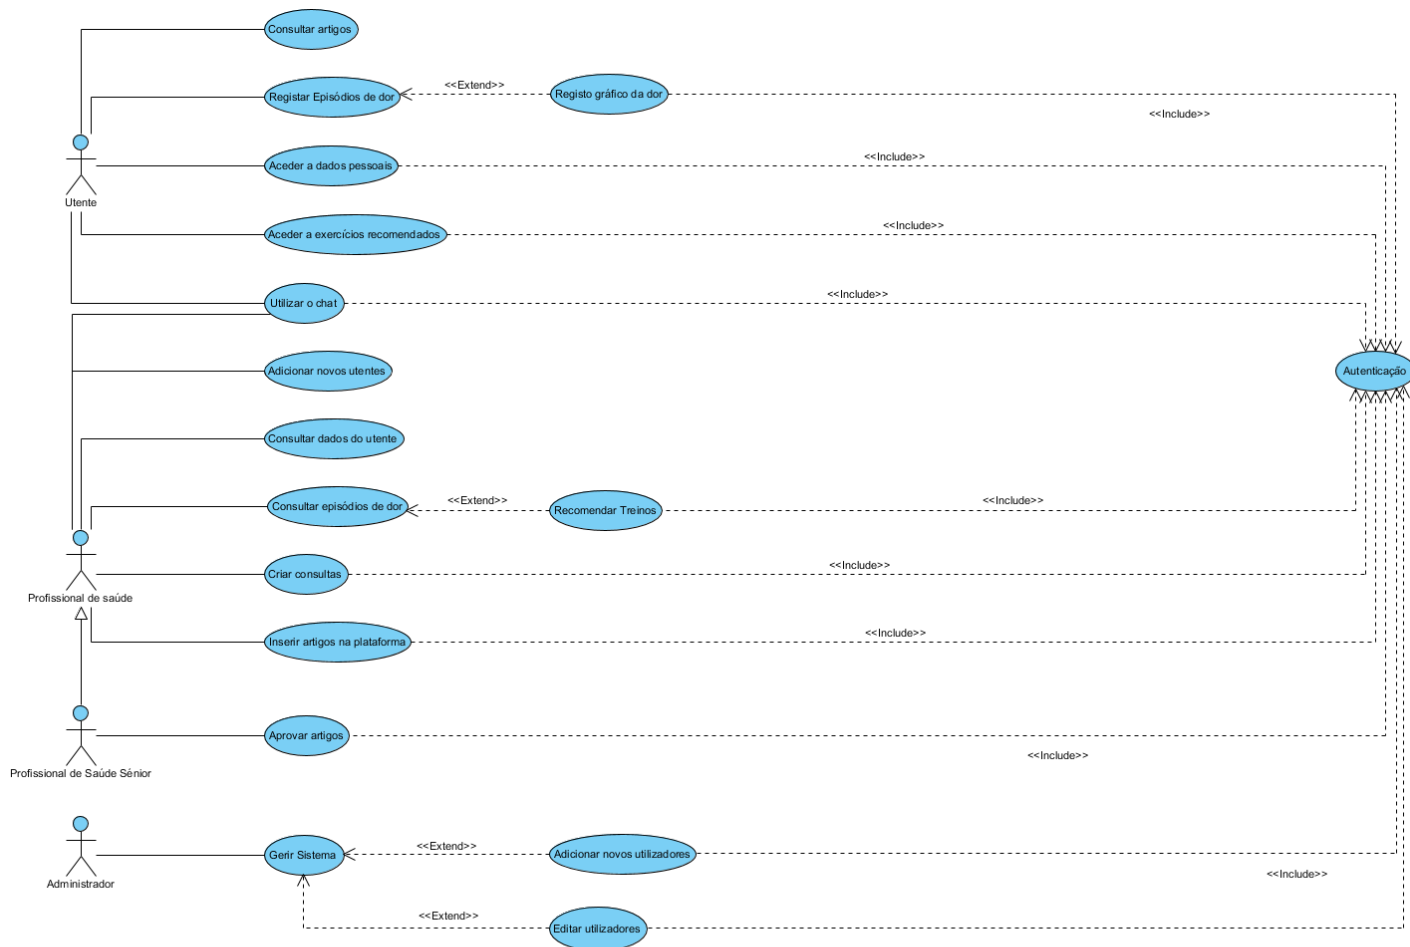 Consultar artigos
<<Extend>>
Registar Episódios de dor
Registo gráfico da dor
<<Include>>
<<Include>>
Aceder a dados pessoais
Utente
<<Include>>
Aceder a exercícios recomendados
<<Include>>
Utilizar o chat
Adicionar novos utentes
Autenticação
Consultar dados do utente
<<Extend>>
<<Include>>
Consultar episódios de dor
Recomendar Treinos
<<Include>>
Criar consultas
Profissional de saúde
<<Include>>
Inserir artigos na plataforma
Aprovar artigos
<<Include>>
Profissional de Saúde Sénior
<<Extend>>
Gerir Sistema
Adicionar novos utilizadores
<<Include>>
Administrador
<<Extend>>
Editar utilizadores